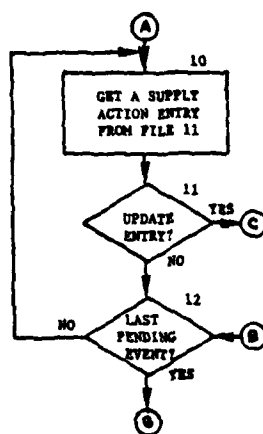 A
10
GET A SUPPLY
ACTION ENTRY
FROM FILE 11
11
UPDATE
ENTRY?
YES
C
NO
12
NO
LAST
PENDING
EVENT?
B
YES
G